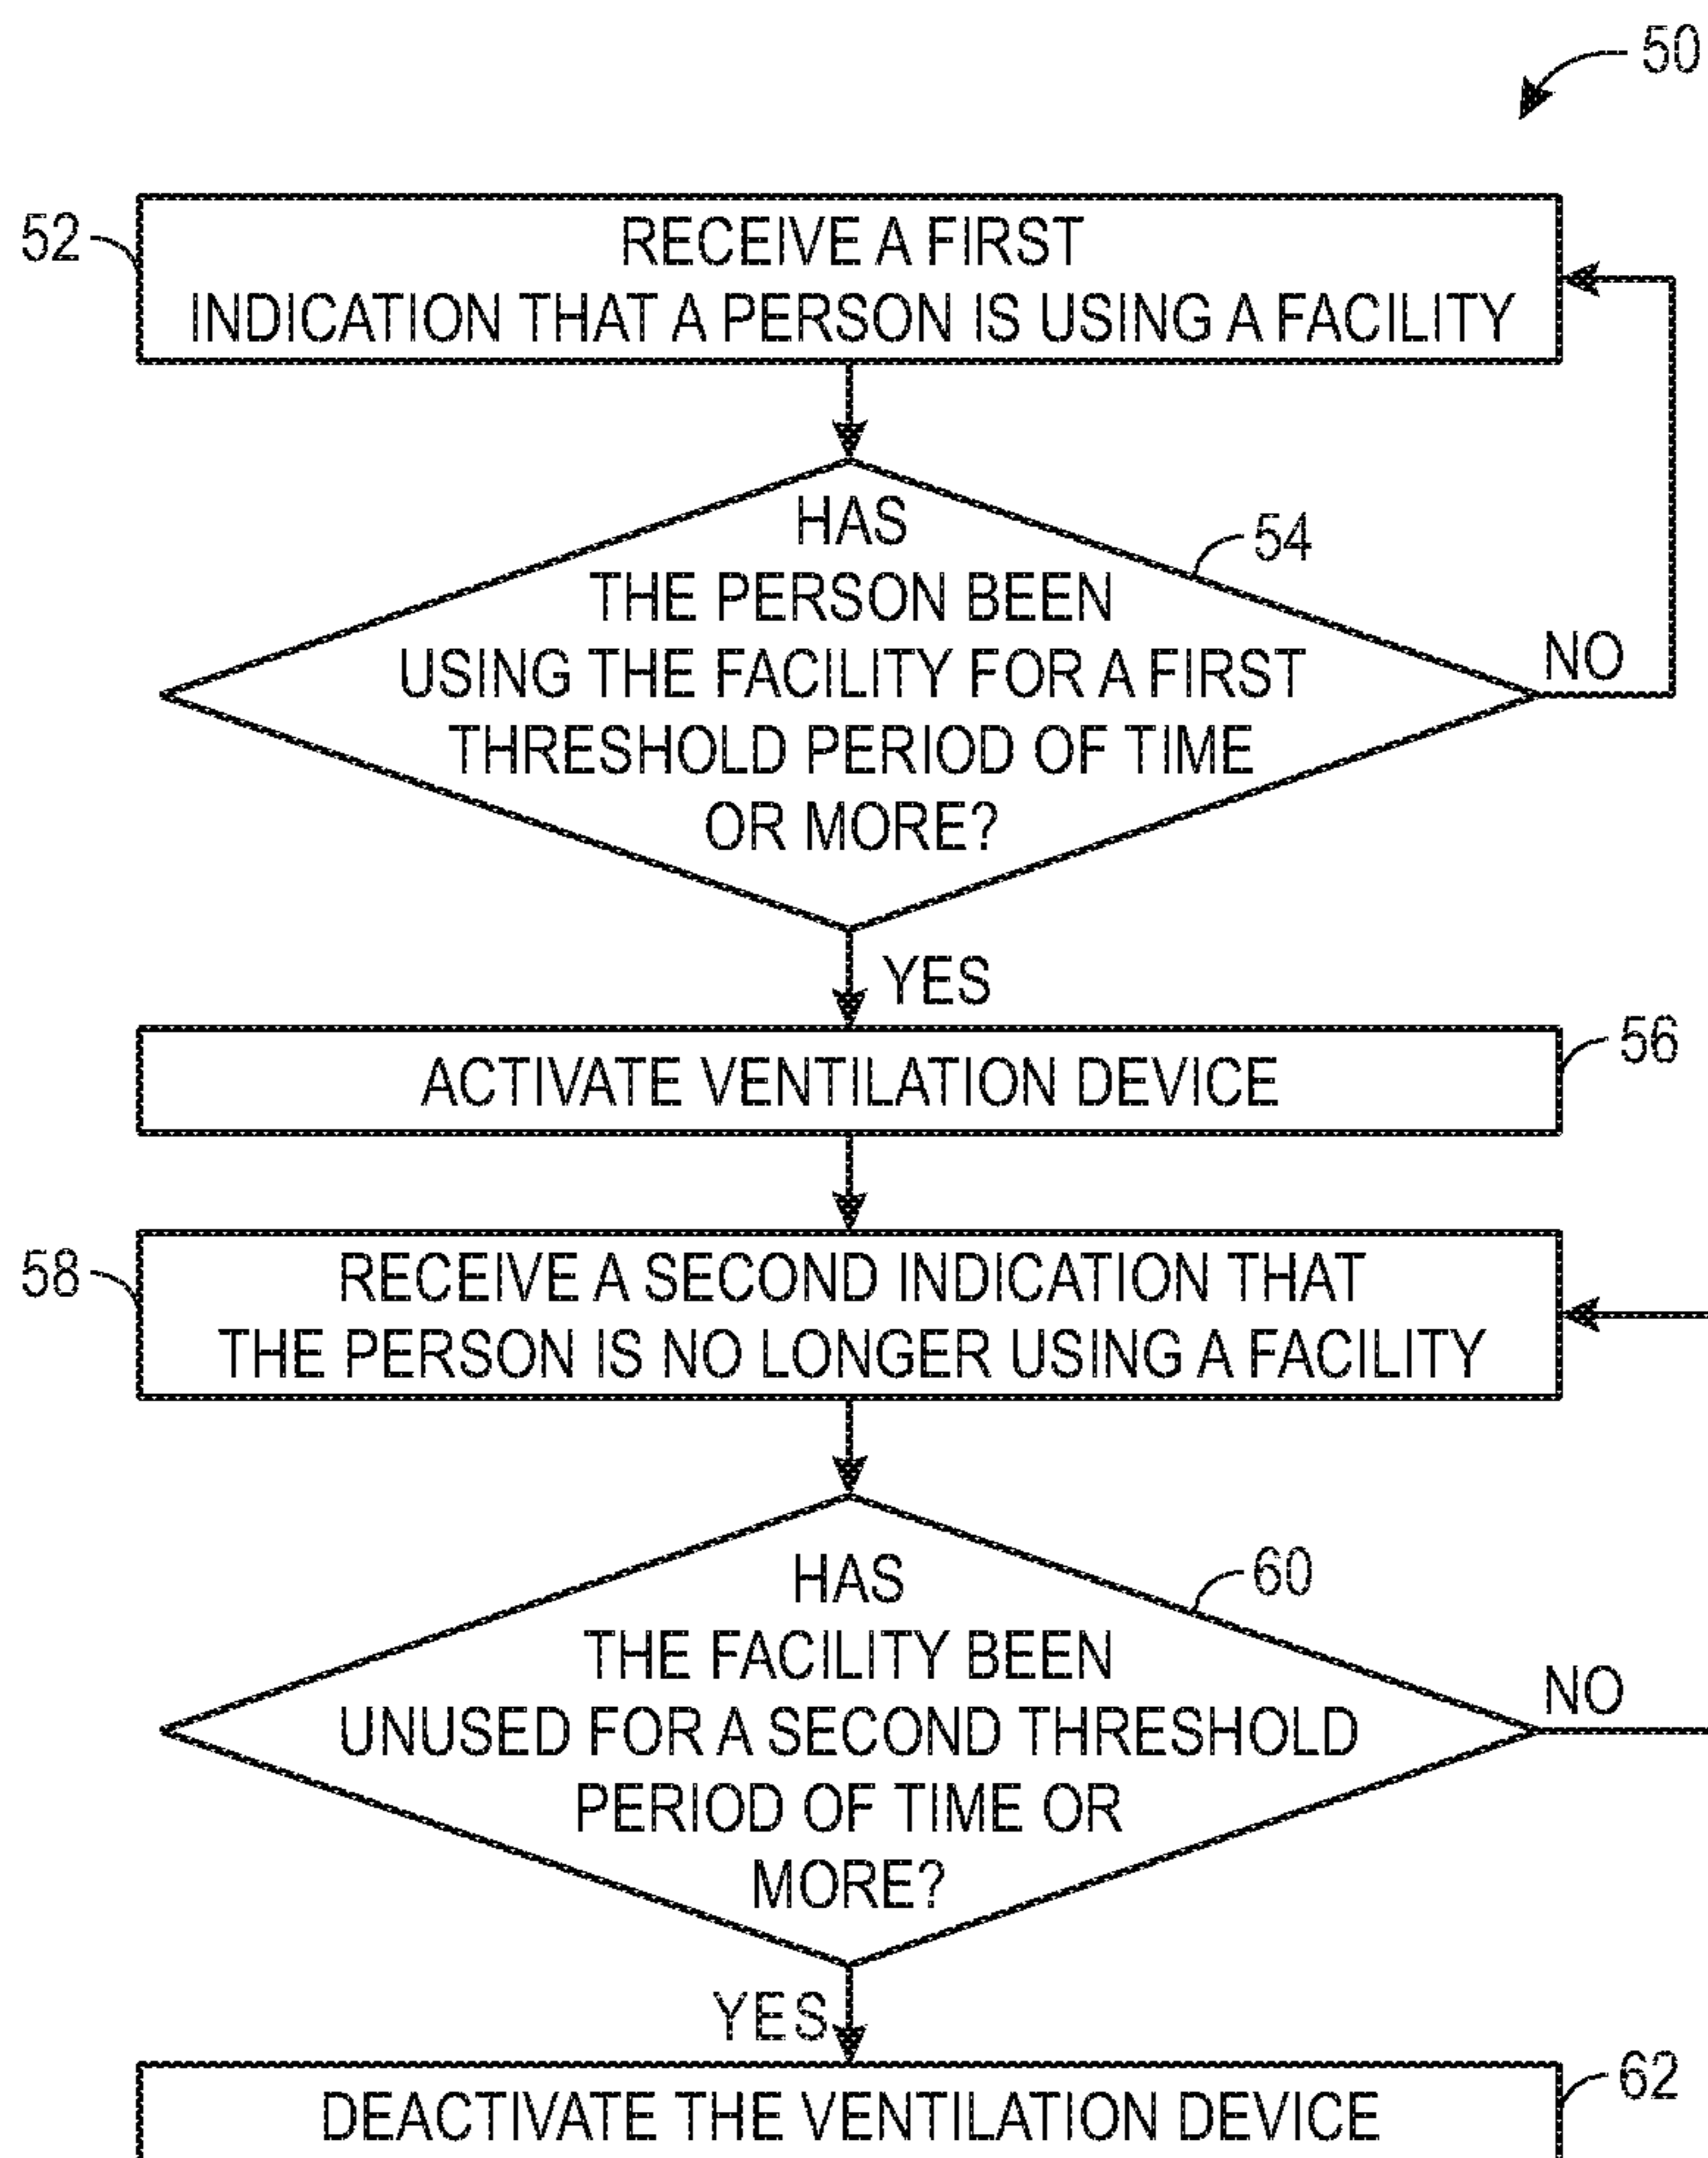 50
52
RECEIVE A FIRST
INDICATION THAT A PERSON IS USING A FACILITY
HAS
54
THE PERSON BEEN
USING THE FACILITY FOR A FIRST
NO
THRESHOLD PERIOD OF TIME
OR MORE?
YES
ACTIVATE VENTILATION DEVICE
56
58
RECEIVE A SECOND INDICATION THAT
THE PERSON IS NO LONGER USING A FACILITY
HAS
60
THE FACILITY BEEN
UNUSED FOR A SECOND THRESHOLD
NO
PERIOD OF TIME OR
MORE?
YES
DEACTIVATE THE VENTILATION DEVICE
62